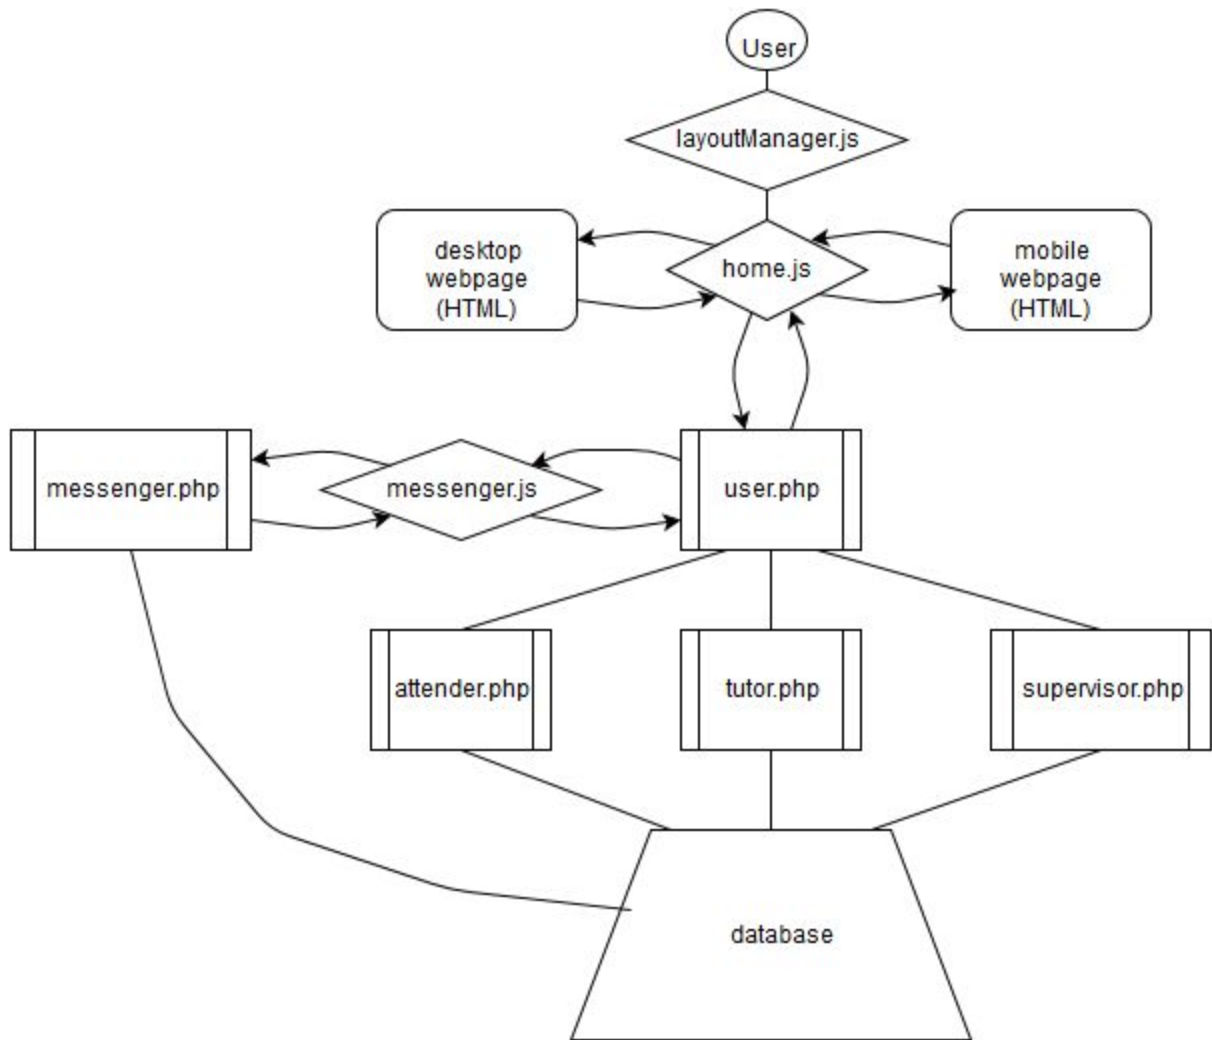 User
layoutManager.js
desktop
webpage
(HTML)
home.js
mobile
webpage
(HTML)
messenger.php
messenger.js
user.php
attender.php
tutor.php
supervisor.php
database